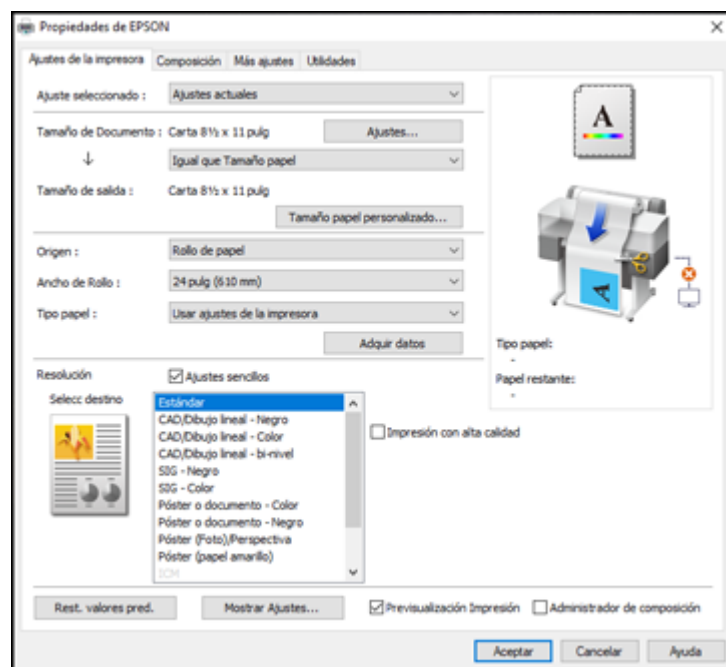 Propiedades de EPSON
Ajustes de la impresora Composición Más ajustes Utilidades
Ajuste seleccionado : Ajustes actuales
Tamaño de Documento : Carta 8½ x 11 pulg Ajustes...
Igual que Tamaño papel
Tamaño de salida : Carta 8½ x 11 pulg
Tamaño papel personalizado...
Origen : Rollo de papel
Ancho de Rollo : 24 pulg (610 mm)
Tipo papel : Usar ajustes de la impresora
Adquir datos
A
A
Tipo papel:
-
Papel restante:
-
Resolución Ajustes sencillos
Selecc destino
Estándar
CAD/Dibujo lineal - Negro
CAD/Dibujo lineal - Color
CAD/Dibujo lineal - bi-nivel
SIG - Negro
SIG - Color
Póster o documento - Color
Póster o documento - Negro
Póster (Foto)/Perspectiva
Póster (papel amarillo)
ICM
Impresión con alta calidad
Rest. valores pred. Mostrar Ajustes... Previsualización Impresión Administrador de composición
Aceptar Cancelar Ayuda